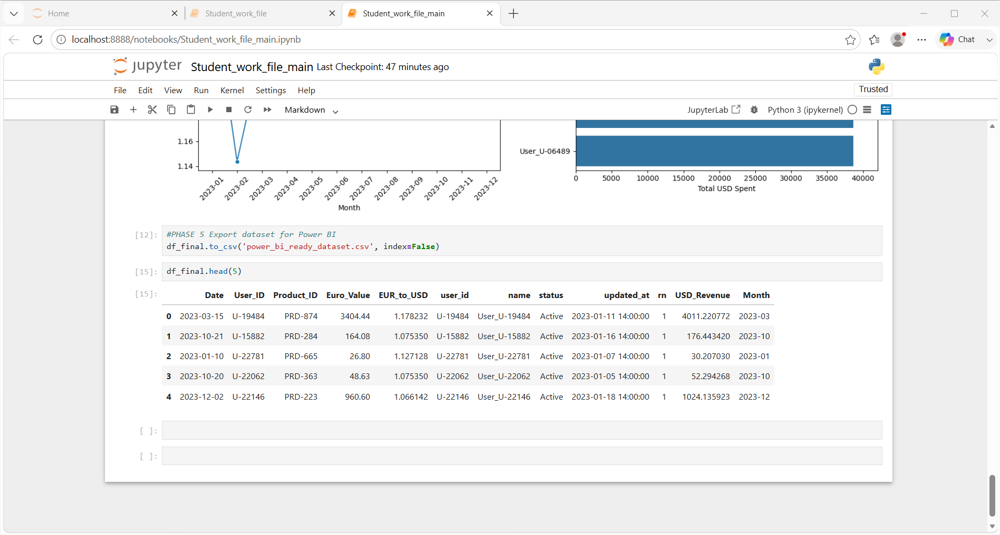 Home
Student_work_file
Student_work_file_main
localhost:8888/notebooks/Student_work_file_main.ipynb
Chat
jupyter Student_work_file_main Last Checkpoint: 47 minutes ago
File Edit View Run Kernel Settings Help
Trusted
Markdown
JupyterLab
Python 3 (ipykernel)
1.16
1.14
2023-01 2023-02 2023-03 2023-04 2023-05 2023-06 2023-07 2023-08 2023-09 2023-10 2023-11 2023-12
Month
User_U-06489
0 5000 10000 15000 20000 25000 30000 35000 40000
Total USD Spent
[12]: #PHASE 5 Export dataset for Power BI
df_final.to_csv('power_bi_ready_dataset.csv', index=False)
[15]: df_final.head(5)
[15]: Date User_ID Product_ID Euro_Value EUR_to_USD user_id name status updated_at rn USD_Revenue Month
0 2023-03-15 U-19484 PRD-874 3404.44 1.178232 U-19484 User_U-19484 Active 2023-01-11 14:00:00 1 4011.220772 2023-03
1 2023-10-21 U-15882 PRD-284 164.08 1.075350 U-15882 User_U-15882 Active 2023-01-16 14:00:00 1 176.443420 2023-10
2 2023-01-10 U-22781 PRD-665 26.80 1.127128 U-22781 User_U-22781 Active 2023-01-07 14:00:00 1 30.207030 2023-01
3 2023-10-20 U-22062 PRD-363 48.63 1.075350 U-22062 User_U-22062 Active 2023-01-05 14:00:00 1 52.294268 2023-10
4 2023-12-02 U-22146 PRD-223 960.60 1.066142 U-22146 User_U-22146 Active 2023-01-18 14:00:00 1 1024.135923 2023-12
[ ]:
[ ]: